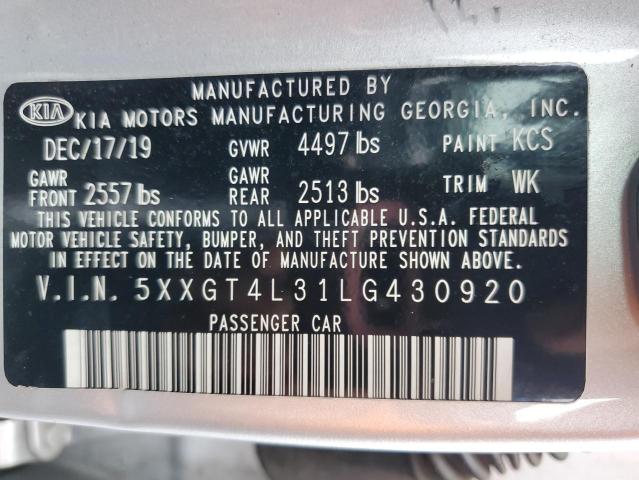 MANUFACTURED BY
KIA KIA MOTORS MANUFACTURING GEORGIA, INC.
DEC/17/19 GVWR 4497 lbs PAINT KCS
GAWR FRONT 2557 lbs GAWR REAR 2513 lbs TRIM WK
THIS VEHICLE CONFORMS TO ALL APPLICABLE U.S.A. FEDERAL
MOTOR VEHICLE SAFETY, BUMPER, AND THEFT PREVENTION STANDARDS
IN EFFECT ON THE DATE OF MANUFACTURE SHOWN ABOVE.
V.I.N. 5XXGT4L31LG430920
PASSENGER CAR